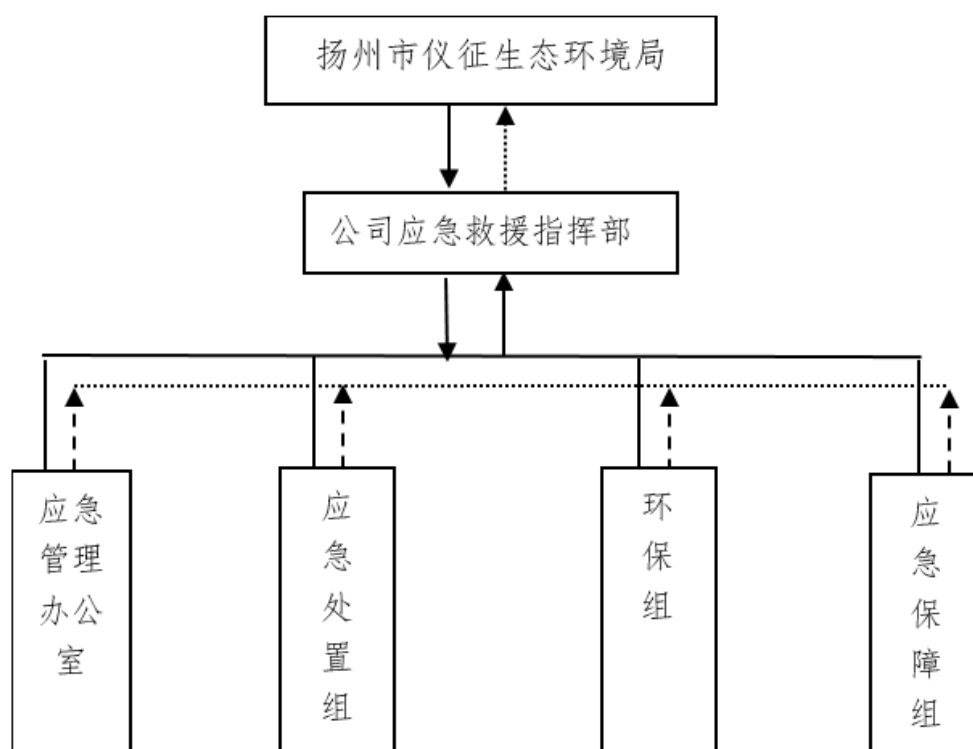 扬州市仪征生态环境局
公司应急救援指挥部
应急
管理
办公
室
应
急
处
置
组
环
保
组
应
急
保
障
组